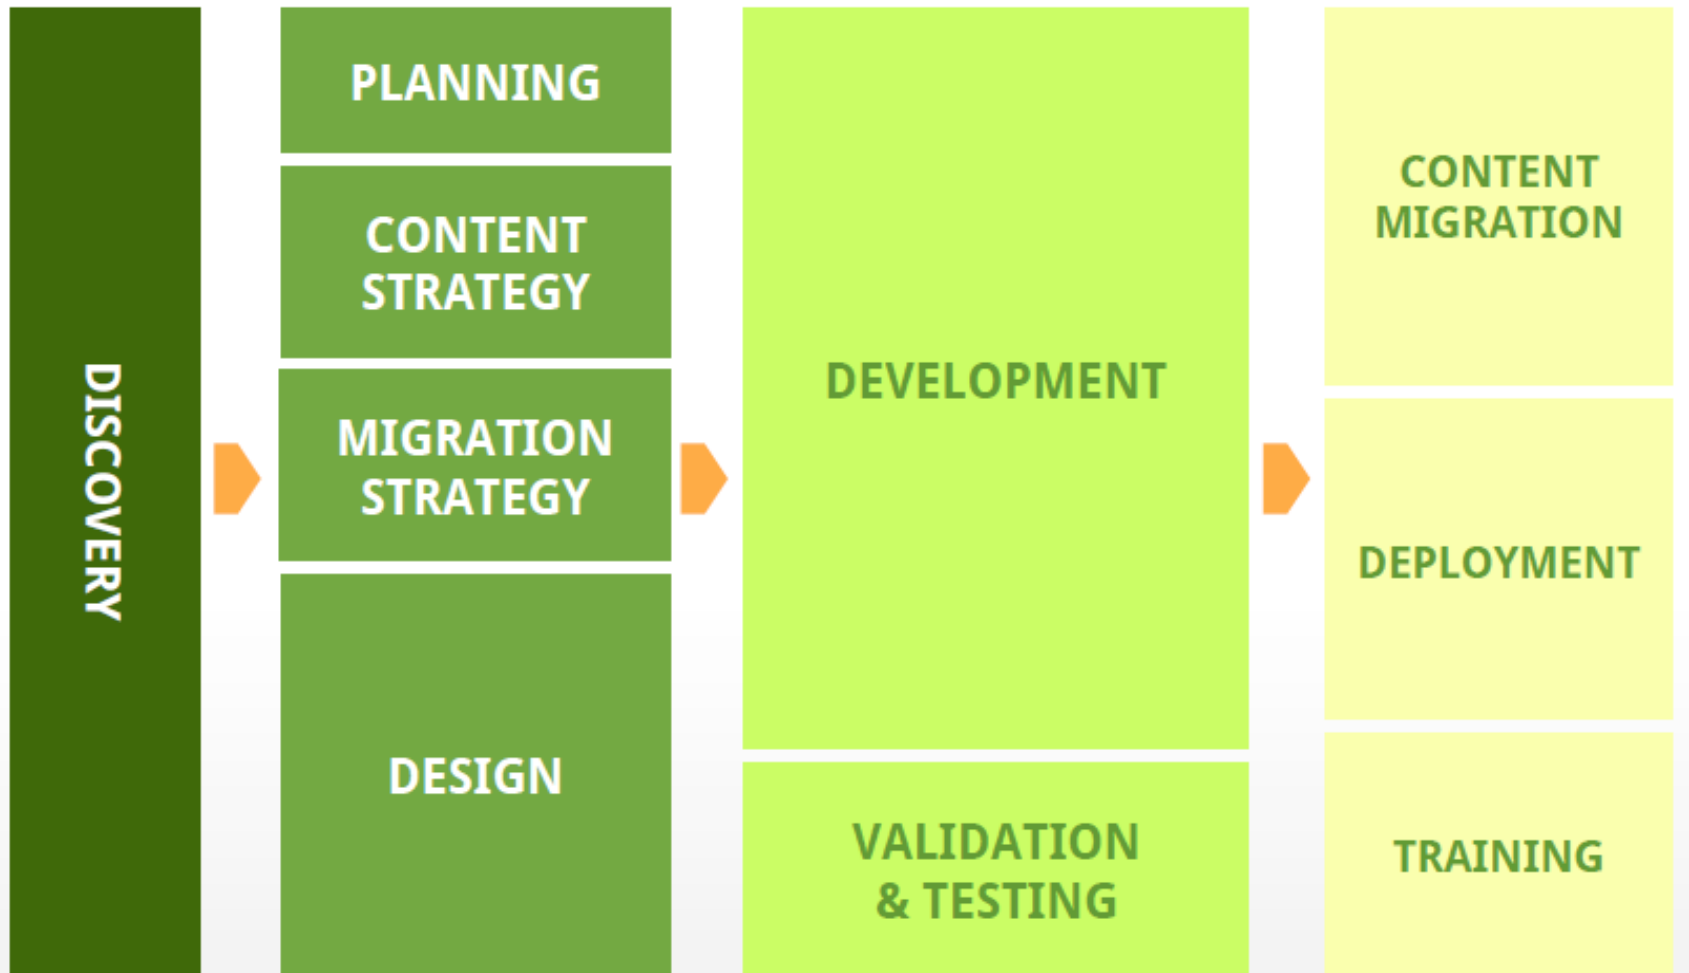 DISCOVERY
PLANNING
CONTENT
STRATEGY
MIGRATION
STRATEGY
DESIGN
DEVELOPMENT
VALIDATION
& TESTING
CONTENT
MIGRATION
DEPLOYMENT
TRAINING